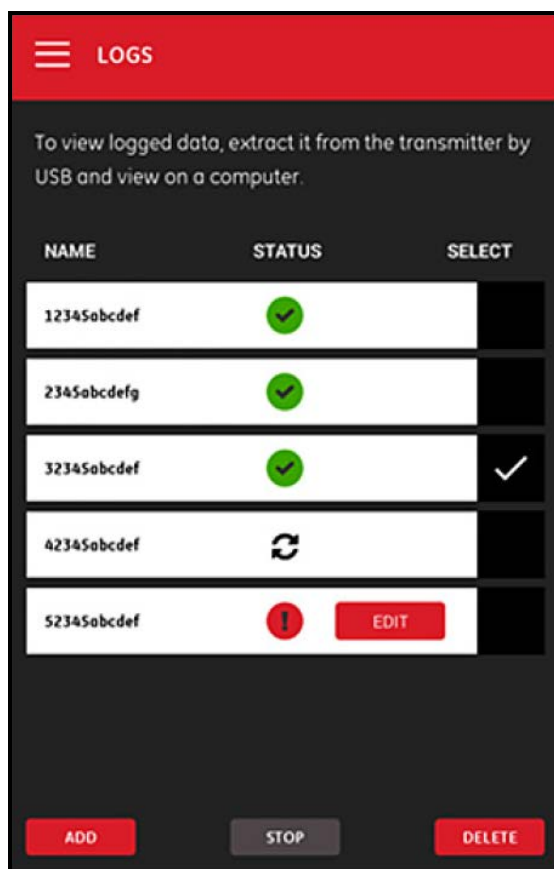 LOGS
To view logged data, extract it from the transmitter by
USB and view on a computer.
NAME STATUS SELECT
12345abcdef
2345abcdefg
32345abcdef
42345abcdef
52345abcdef ! EDIT
ADD STOP DELETE